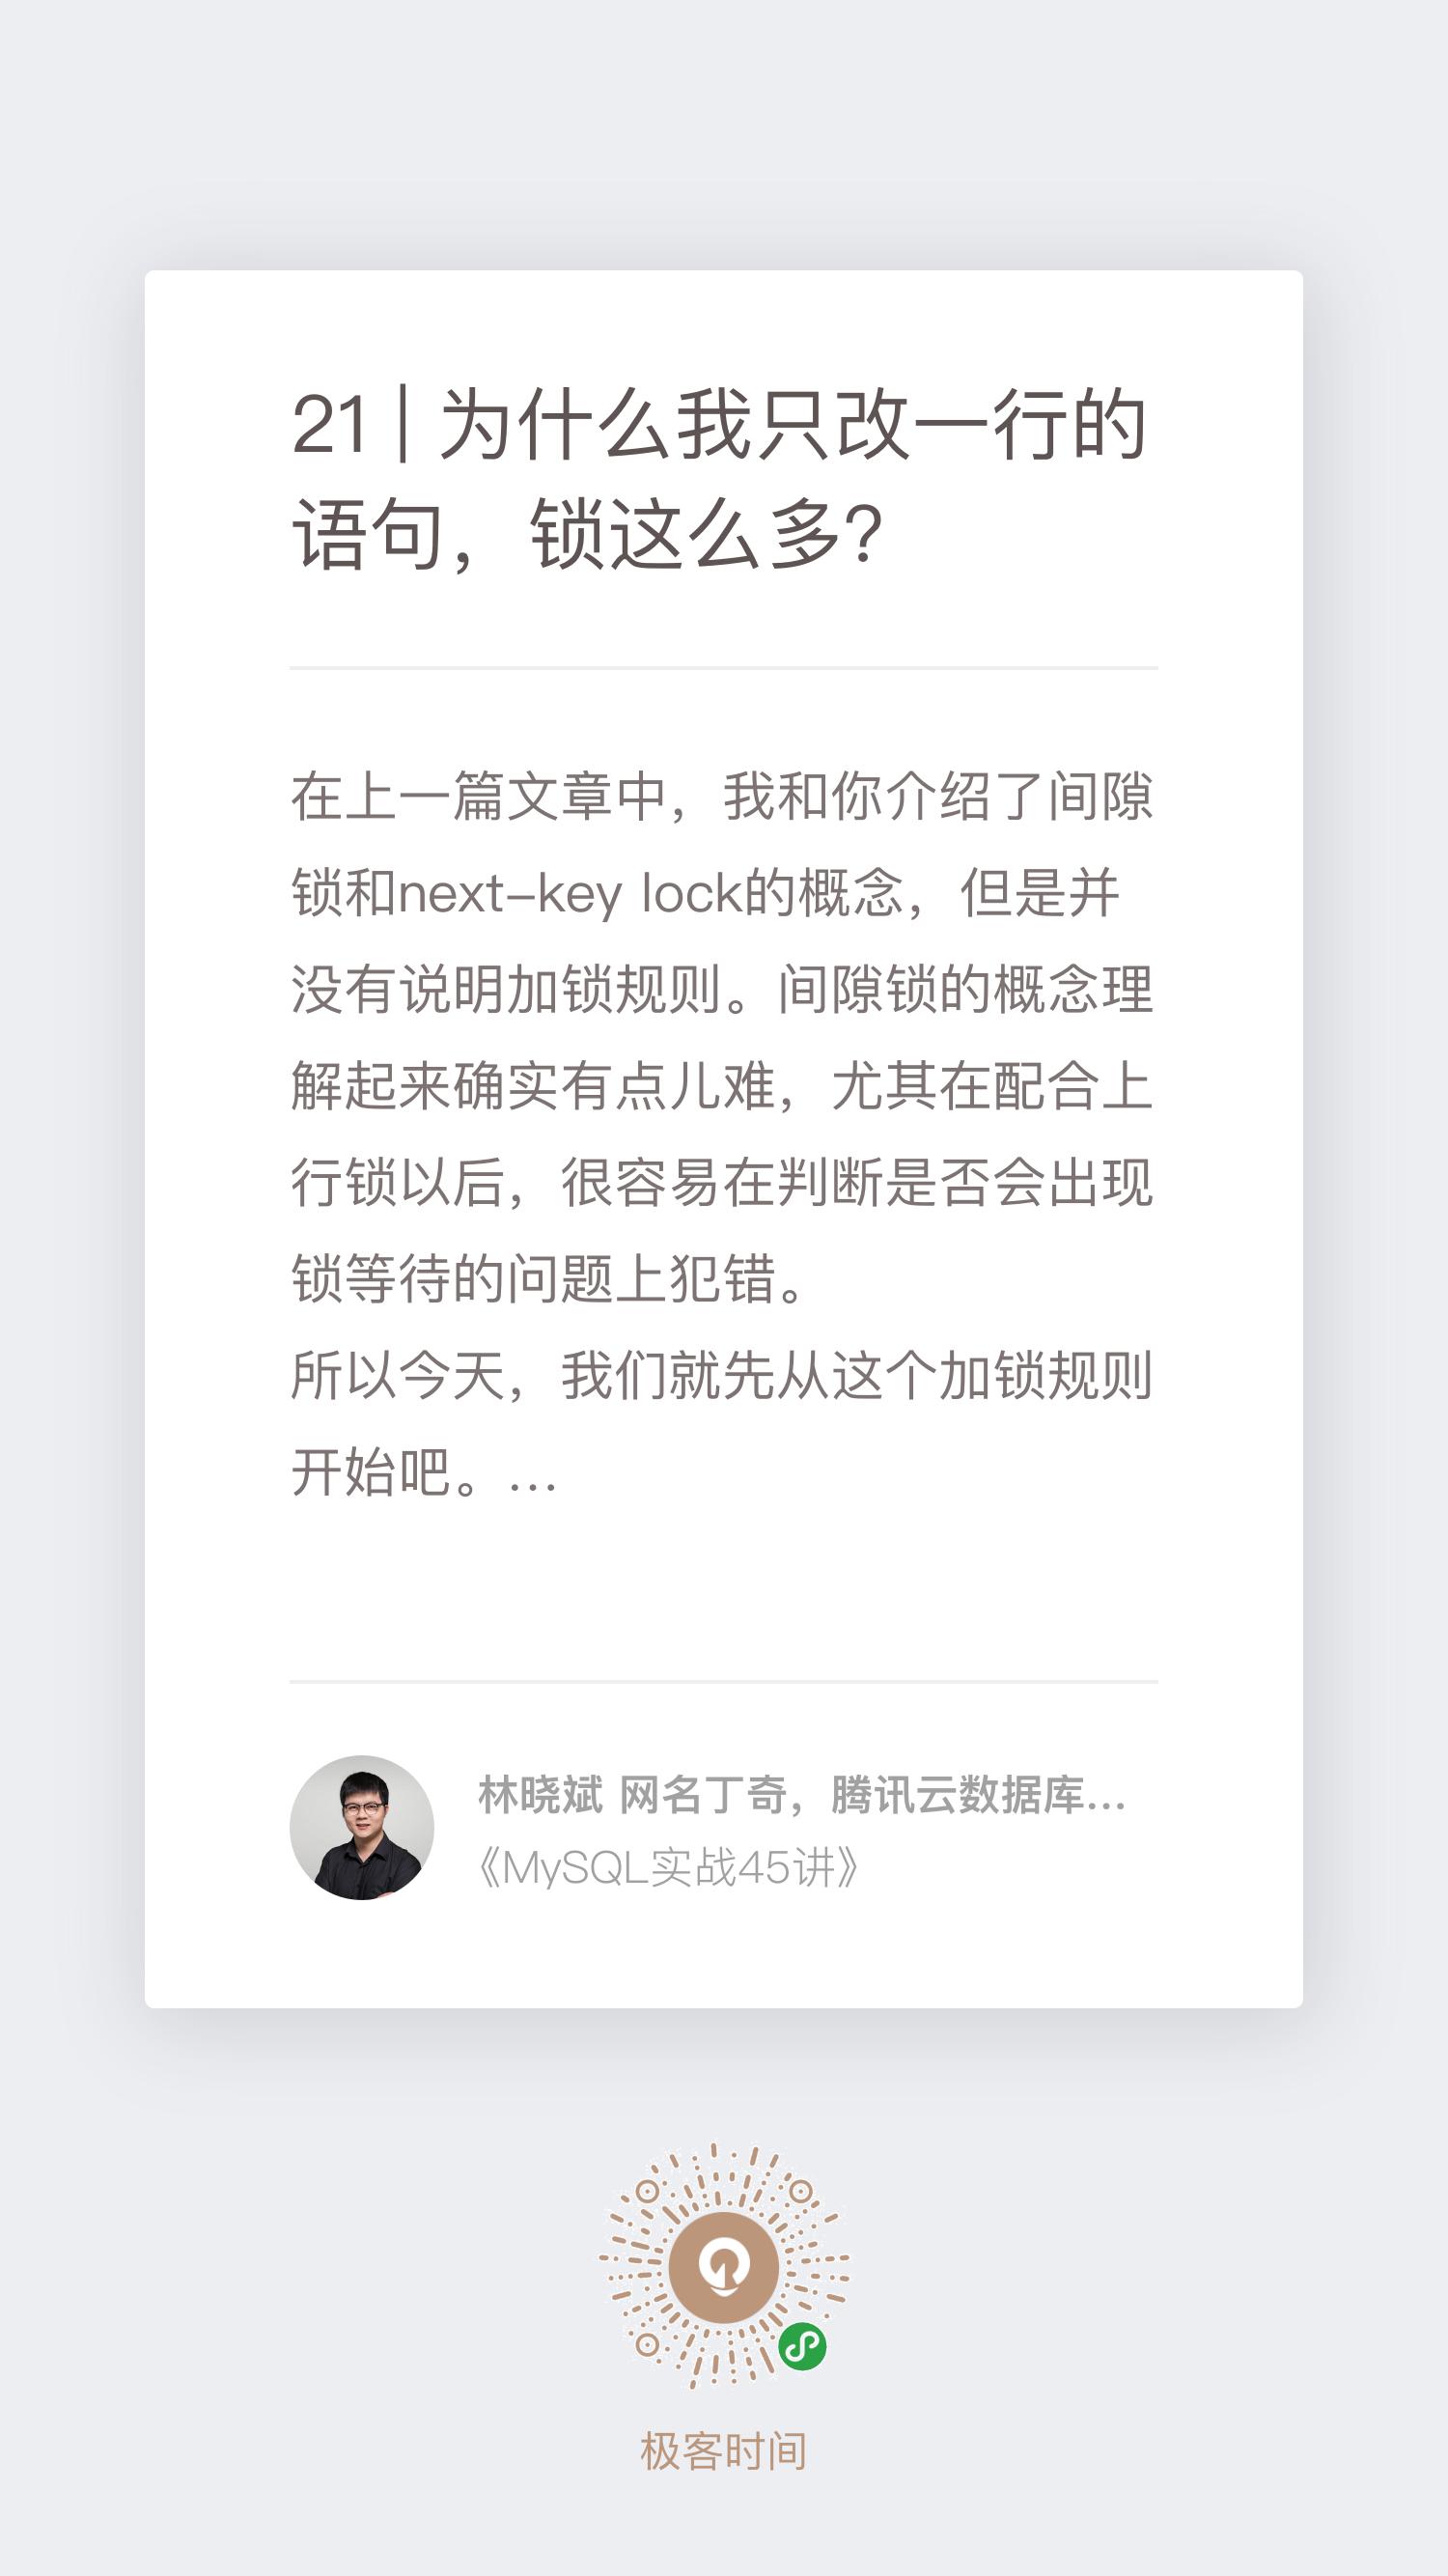 21 | 为什么我只改一行的
语句，锁这么多？
在上一篇文章中，我和你介绍了间隙
锁和next-key lock的概念，但是并
没有说明加锁规则。间隙锁的概念理
解起来确实有点儿难，尤其在配合上
行锁以后，很容易在判断是否会出现
锁等待的问题上犯错。
所以今天，我们就先从这个加锁规则
开始吧。...
林晓斌 网名丁奇，腾讯云数据库...
《MySQL实战45讲》
极客时间